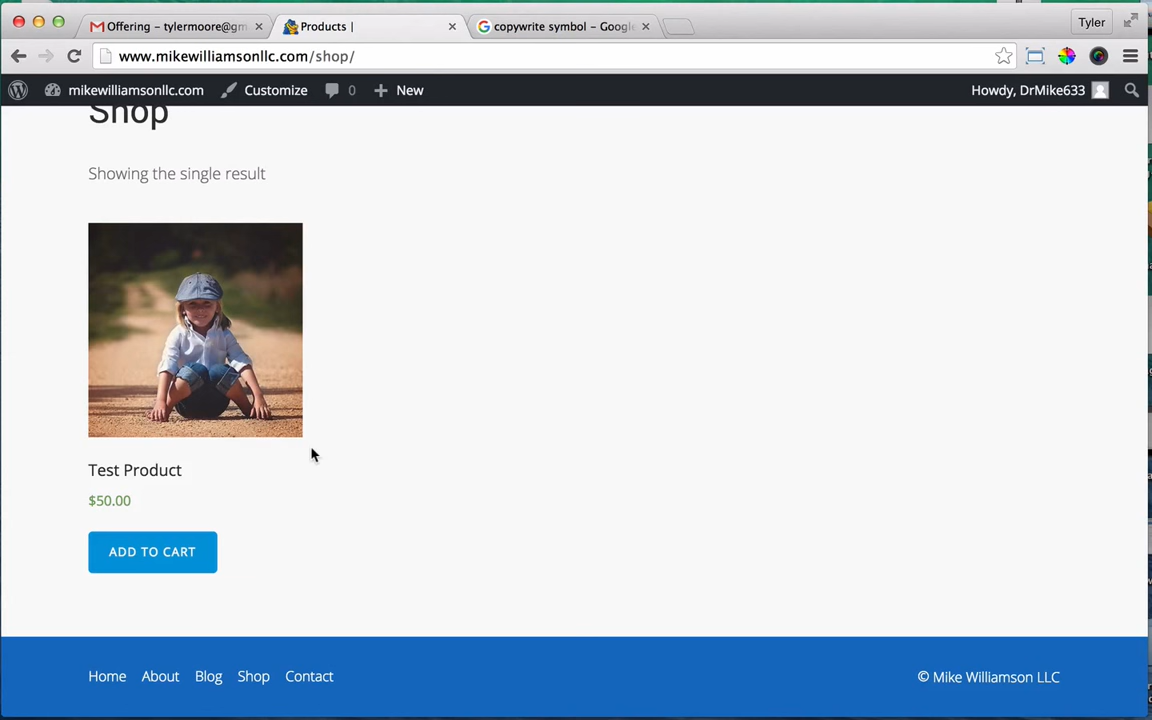 Offering – tylermoore@gm
Products |
copywrite symbol – Google
Tyler
www.mikewilliamsonllc.com/shop/
mikewilliamsonllc.com
Customize
0
New
Howdy, DrMike633
Shop
Showing the single result
Test Product
$50.00
ADD TO CART
Home About Blog Shop Contact
© Mike Williamson LLC